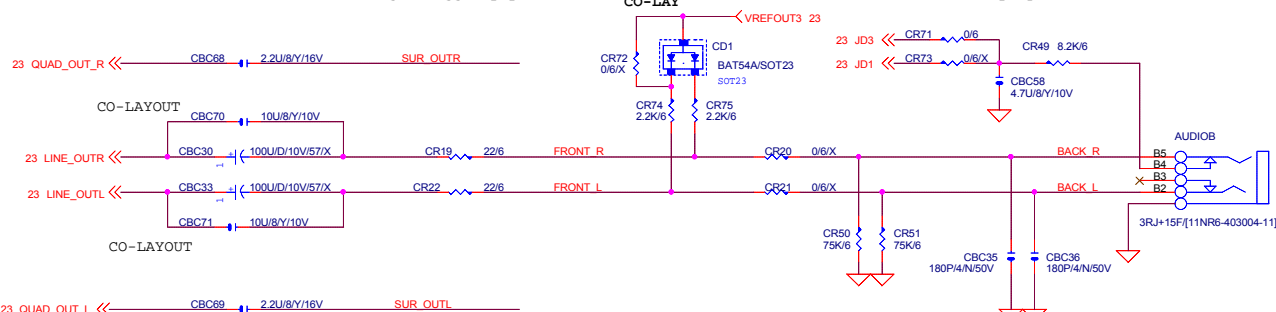 CO-LAY
VREFOUT3 23
CR72
0/6/X
CD1
BAT54A/SOT23
SOT23
23 JD3
CR71
0/6
23 JD1
CR73
0/6/X
CR49 8.2K/6
CBC58
4.7U/8/Y/10V
23 QUAD_OUT_R
CBC68
2.2U/8/Y/16V
SUR_OUTR
CO-LAYOUT
CBC70
10U/8/Y/10V
CR74
2.2K/6
CR75
2.2K/6
23 LINE_OUTR
CBC30
+
1
100U/D/10V/57/X
CR19
22/6
FRONT_R
CR20
0/6/X
BACK_R
AUDIOB
B5
B4
B3
B2
23 LINE_OUTL
CBC33
+
1
100U/D/10V/57/X
CR22
22/6
FRONT_L
CR21
0/6/X
BACK_L
3RJ+15F/[11NR6-403004-11]
CBC71
10U/8/Y/10V
CO-LAYOUT
CR50
75K/6
CR51
75K/6
CBC35
180P/4/N/50V
CBC36
180P/4/N/50V
23 QUAD_OUT_L
CBC69
2.2U/8/Y/16V
SUR_OUTL